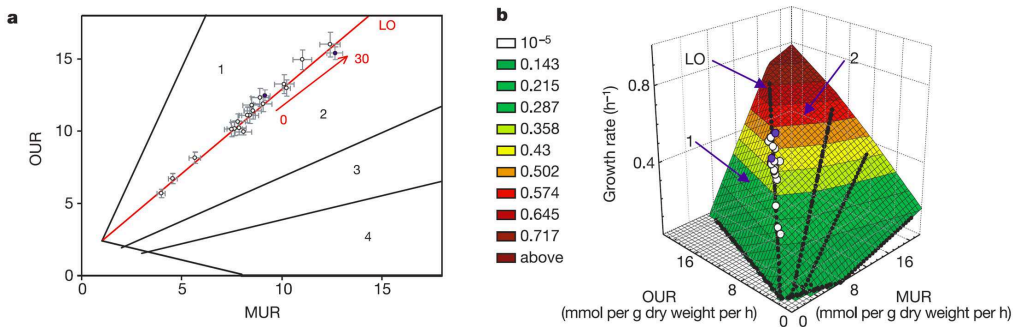 a
15
10
5
0
OUR
5
10
15
MUR
LO
30
0
1
2
3
4
b
10⁻⁵
0.143
0.215
0.287
0.358
0.43
0.502
0.574
0.645
0.717
above
LO
2
1
Growth rate (h⁻¹)
0.8
0.4
16
8
0
0
8
16
OUR
(mmol per g dry weight per h)
MUR
(mmol per g dry weight per h)